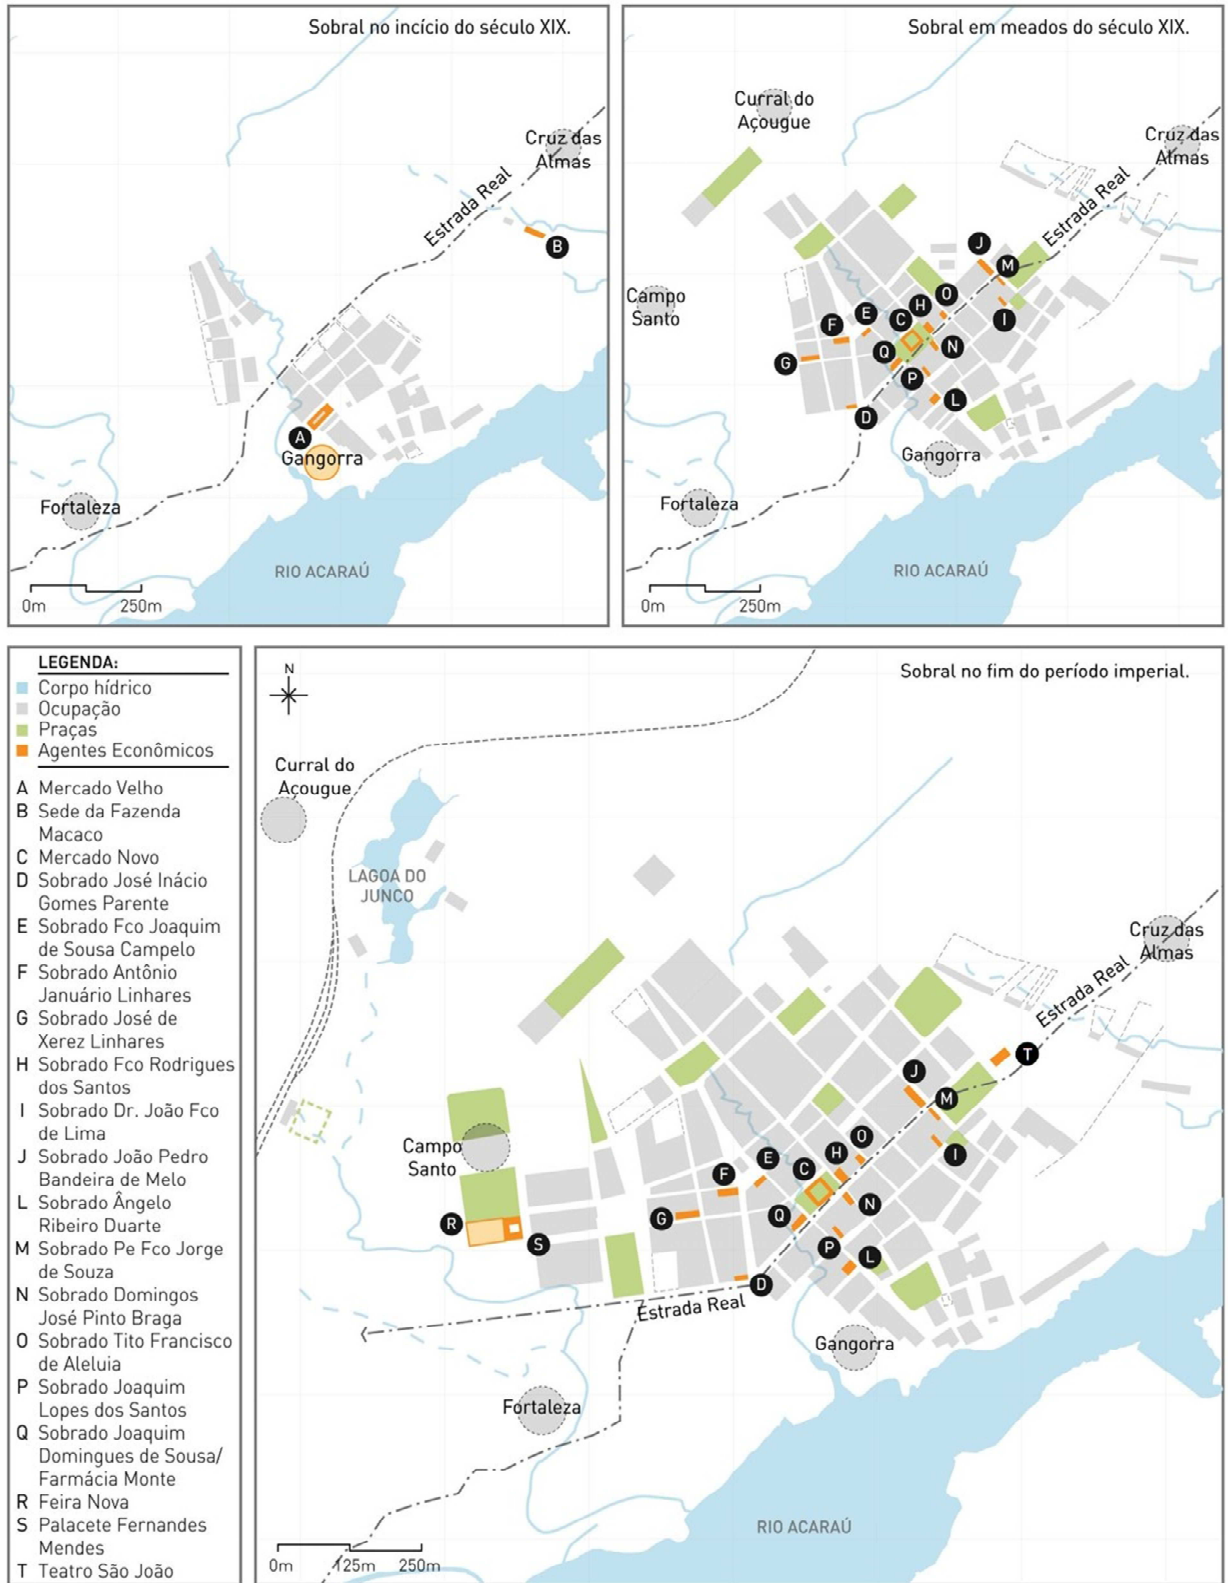 Sobral no incício do século XIX.
Cruz das
Almas
Estrada Real
B
A
Gangorra
Fortaleza
RIO ACARAÚ
0m 250m
Sobral em meados do século XIX.
Curral do
Açougue
Cruz das
Almas
Estrada Real
J
M
Campo
Santo
O
H
E
C
I
F
N
Q
G
P
L
D
Gangorra
Fortaleza
RIO ACARAÚ
0m 250m
LEGENDA:
Corpo hídrico
Ocupação
Praças
Agentes Econômicos
A Mercado Velho
B Sede da Fazenda
Macaco
C Mercado Novo
D Sobrado José Inácio
Gomes Parente
E Sobrado Fco Joaquim
de Sousa Campelo
F Sobrado Antônio
Januário Linhares
G Sobrado José de
Xerez Linhares
H Sobrado Fco Rodrigues
dos Santos
I Sobrado Dr. João Fco
de Lima
J Sobrado João Pedro
Bandeira de Melo
L Sobrado Ângelo
Ribeiro Duarte
M Sobrado Pe Fco Jorge
de Souza
N Sobrado Domingos
José Pinto Braga
O Sobrado Tito Francisco
de Aleluia
P Sobrado Joaquim
Lopes dos Santos
Q Sobrado Joaquim
Domingues de Sousa/
Farmácia Monte
R Feira Nova
S Palacete Fernandes
Mendes
T Teatro São João
N
Sobral no fim do período imperial.
Curral do
Açougue
LAGOA DO
JUNCO
Cruz das
Almas
Estrada Real
T
J
M
Campo
Santo
O
H
I
E
C
F
N
G
Q
R
S
P
L
D
Estrada Real
Gangorra
Fortaleza
RIO ACARAÚ
0m 125m 250m